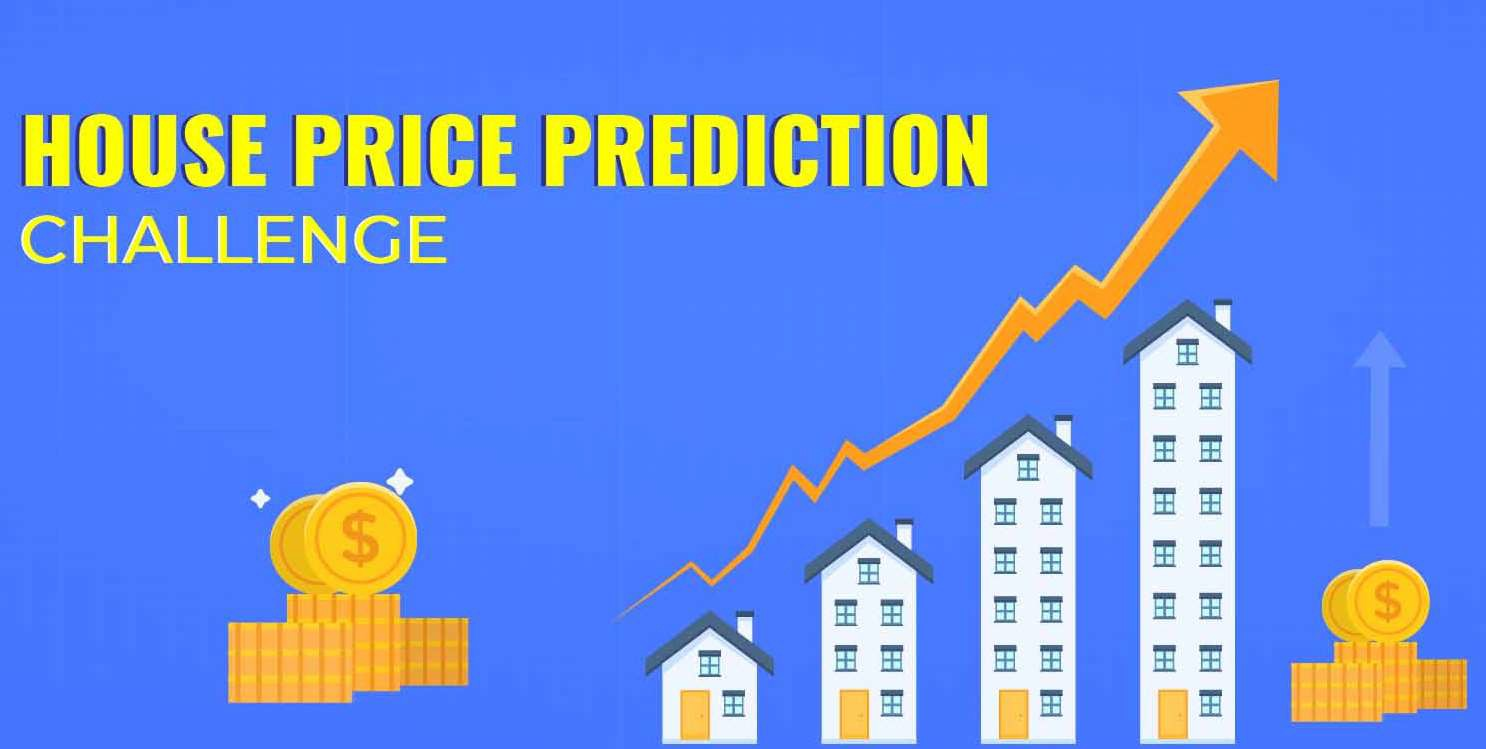 HOUSE PRICE PREDICTION
CHALLENGE
$
$